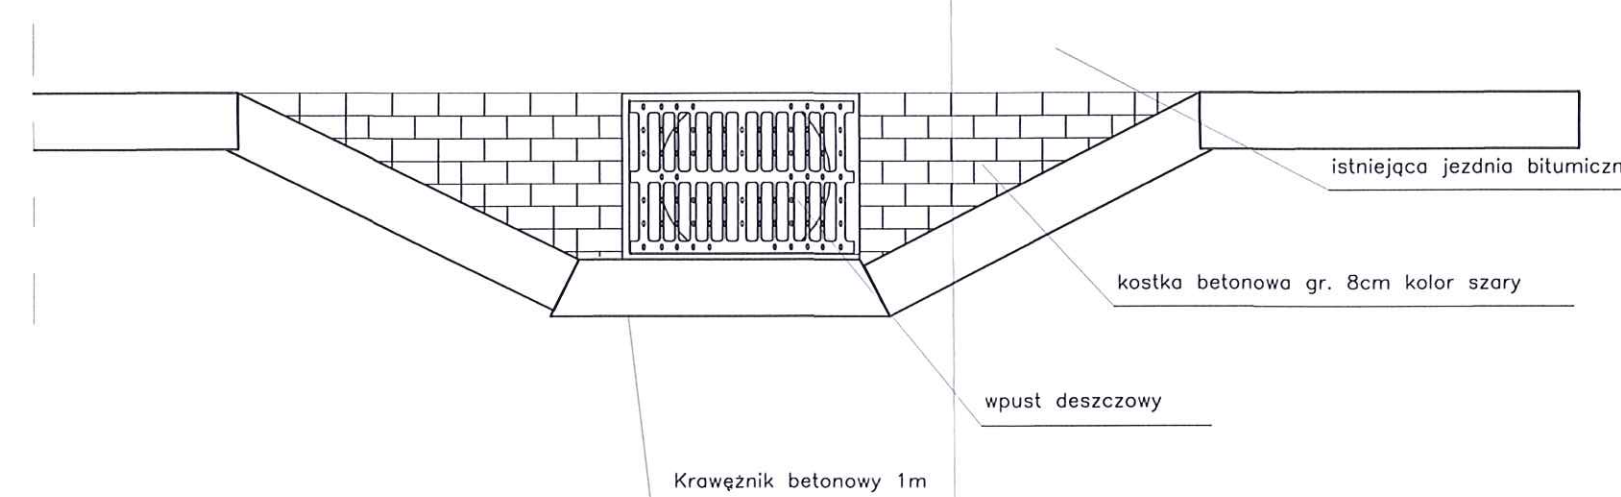 istniejąca jezdnia bitumiczn
kostka betonowa gr. 8cm kolor szary
wpust deszczowy
Krawężnik betonowy 1m